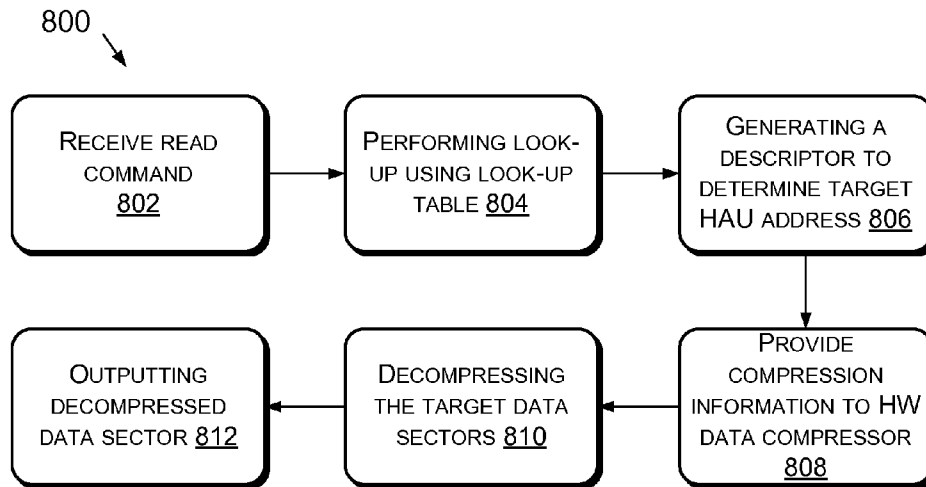 800
RECEIVE READ
COMMAND
802
PERFORMING LOOK-
UP USING LOOK-UP
TABLE 804
GENERATING A
DESCRIPTOR TO
DETERMINE TARGET
HAU ADDRESS 806
PROVIDE
COMPRESSION
INFORMATION TO HW
DATA COMPRESSOR
808
DECOMPRESSING
THE TARGET DATA
SECTORS 810
OUTPUTTING
DECOMPRESSED
DATA SECTOR 812